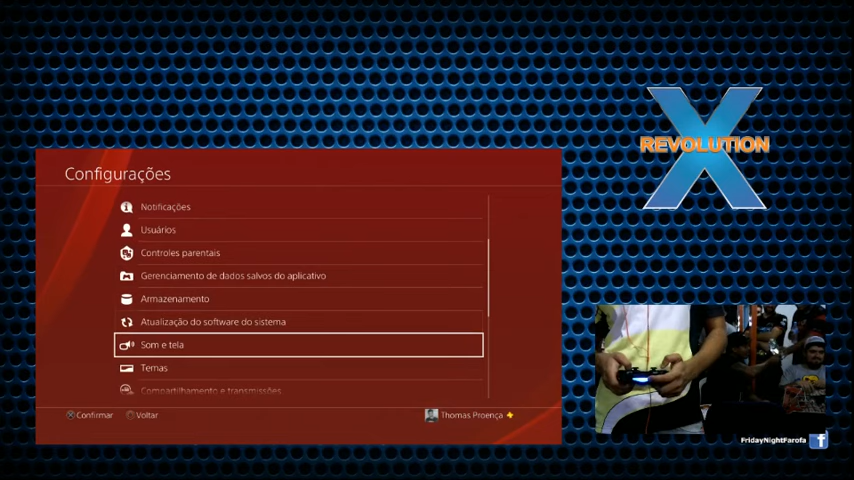 REVOLUTION
X
Configurações
Notificações
Usuários
Controles parentais
Gerenciamento de dados salvos do aplicativo
Armazenamento
Atualização do software do sistema
Som e tela
Temas
Compartilhamento e transmissões
Confirmar
Voltar
Thomas Proença
FridayNightFarofa